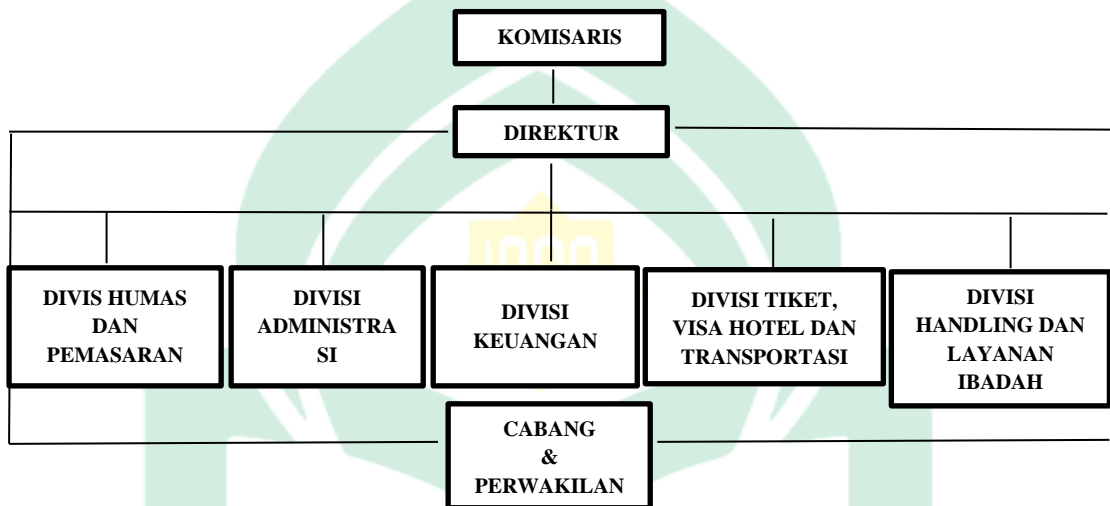 KOMISARIS
DIREKTUR
DIVIS HUMAS
DAN
PEMASARAN
DIVISI
ADMINISTRA
SI
DIVISI
KEUANGAN
DIVISI TIKET,
VISA HOTEL DAN
TRANSPORTASI
DIVISI
HANDLING DAN
LAYANAN
IBADAH
CABANG
&
PERWAKILAN